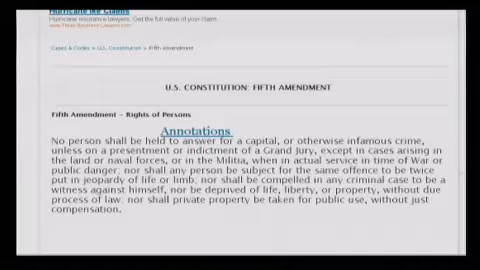 Hurricane Ike Claims
Hurricane insurance lawyers. Get the full value of your claim
www.Texas-Insurance-Lawyers.com
Cases & Codes > U.S. Constitution > Fifth Amendment
U.S. CONSTITUTION: FIFTH AMENDMENT
Fifth Amendment - Rights of Persons
Annotations
No person shall be held to answer for a capital, or otherwise infamous crime,
unless on a presentment or indictment of a Grand Jury, except in cases arising in
the land or naval forces, or in the Militia, when in actual service in time of War or
public danger; nor shall any person be subject for the same offence to be twice
put in jeopardy of life or limb; nor shall be compelled in any criminal case to be a
witness against himself, nor be deprived of life, liberty, or property, without due
process of law; nor shall private property be taken for public use, without just
compensation.